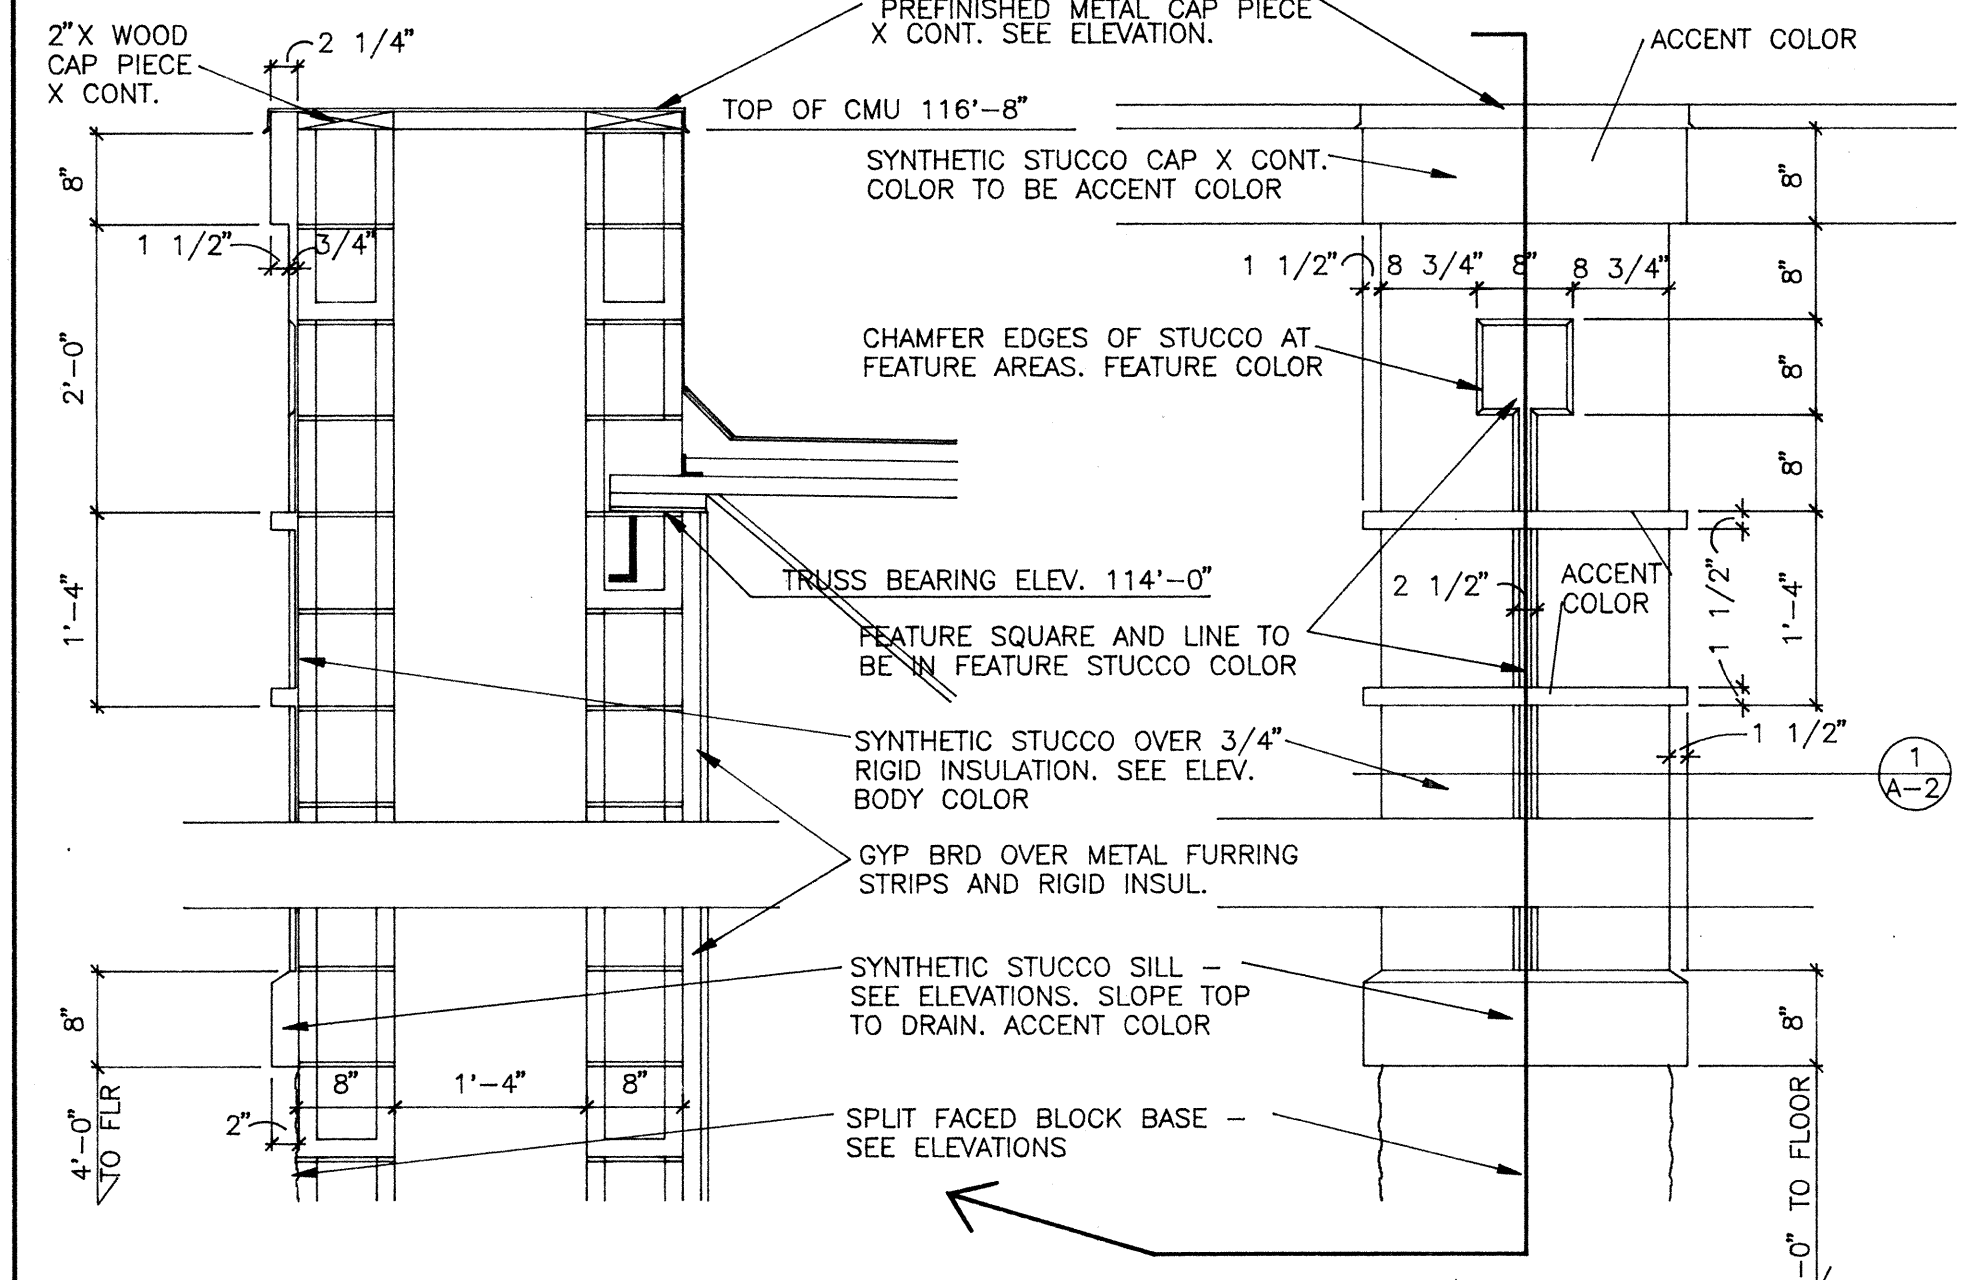 PREFINISHED METAL CAP PIECE
X CONT. SEE ELEVATION.
2"X WOOD
CAP PIECE
X CONT.
2 1/4"
ACCENT COLOR
TOP OF CMU 116'-8"
SYNTHETIC STUCCO CAP X CONT.
COLOR TO BE ACCENT COLOR
8"
8"
1 1/2"
3/4"
1 1/2"
8 3/4"
8"
8 3/4"
8"
CHAMFER EDGES OF STUCCO AT
FEATURE AREAS. FEATURE COLOR
2'-0"
8"
8"
TRUSS BEARING ELEV. 114'-0"
2 1/2"
ACCENT
COLOR
1 1/2"
1'-4"
1'-4"
FEATURE SQUARE AND LINE TO
BE IN FEATURE STUCCO COLOR
1 1/2"
1 1/2"
SYNTHETIC STUCCO OVER 3/4"
RIGID INSULATION. SEE ELEV.
BODY COLOR
1
A-2
GYP BRD OVER METAL FURRING
STRIPS AND RIGID INSUL.
SYNTHETIC STUCCO SILL -
SEE ELEVATIONS. SLOPE TOP
TO DRAIN. ACCENT COLOR
8"
8"
8"
1'-4"
8"
2"
4'-0"
TO FLR
SPLIT FACED BLOCK BASE -
SEE ELEVATIONS
-0" TO FLOOR